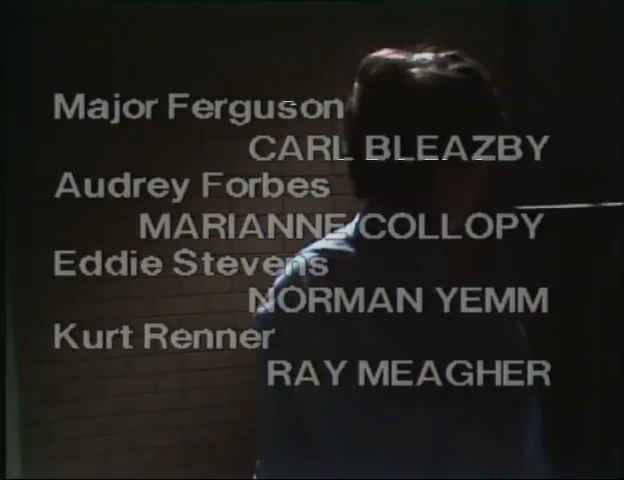 Major Ferguson
CARL BLEAZBY
Audrey Forbes
MARIANNE COLLOPY
Eddie Stevens
NORMAN YEMM
Kurt Renner
RAY MEAGHER